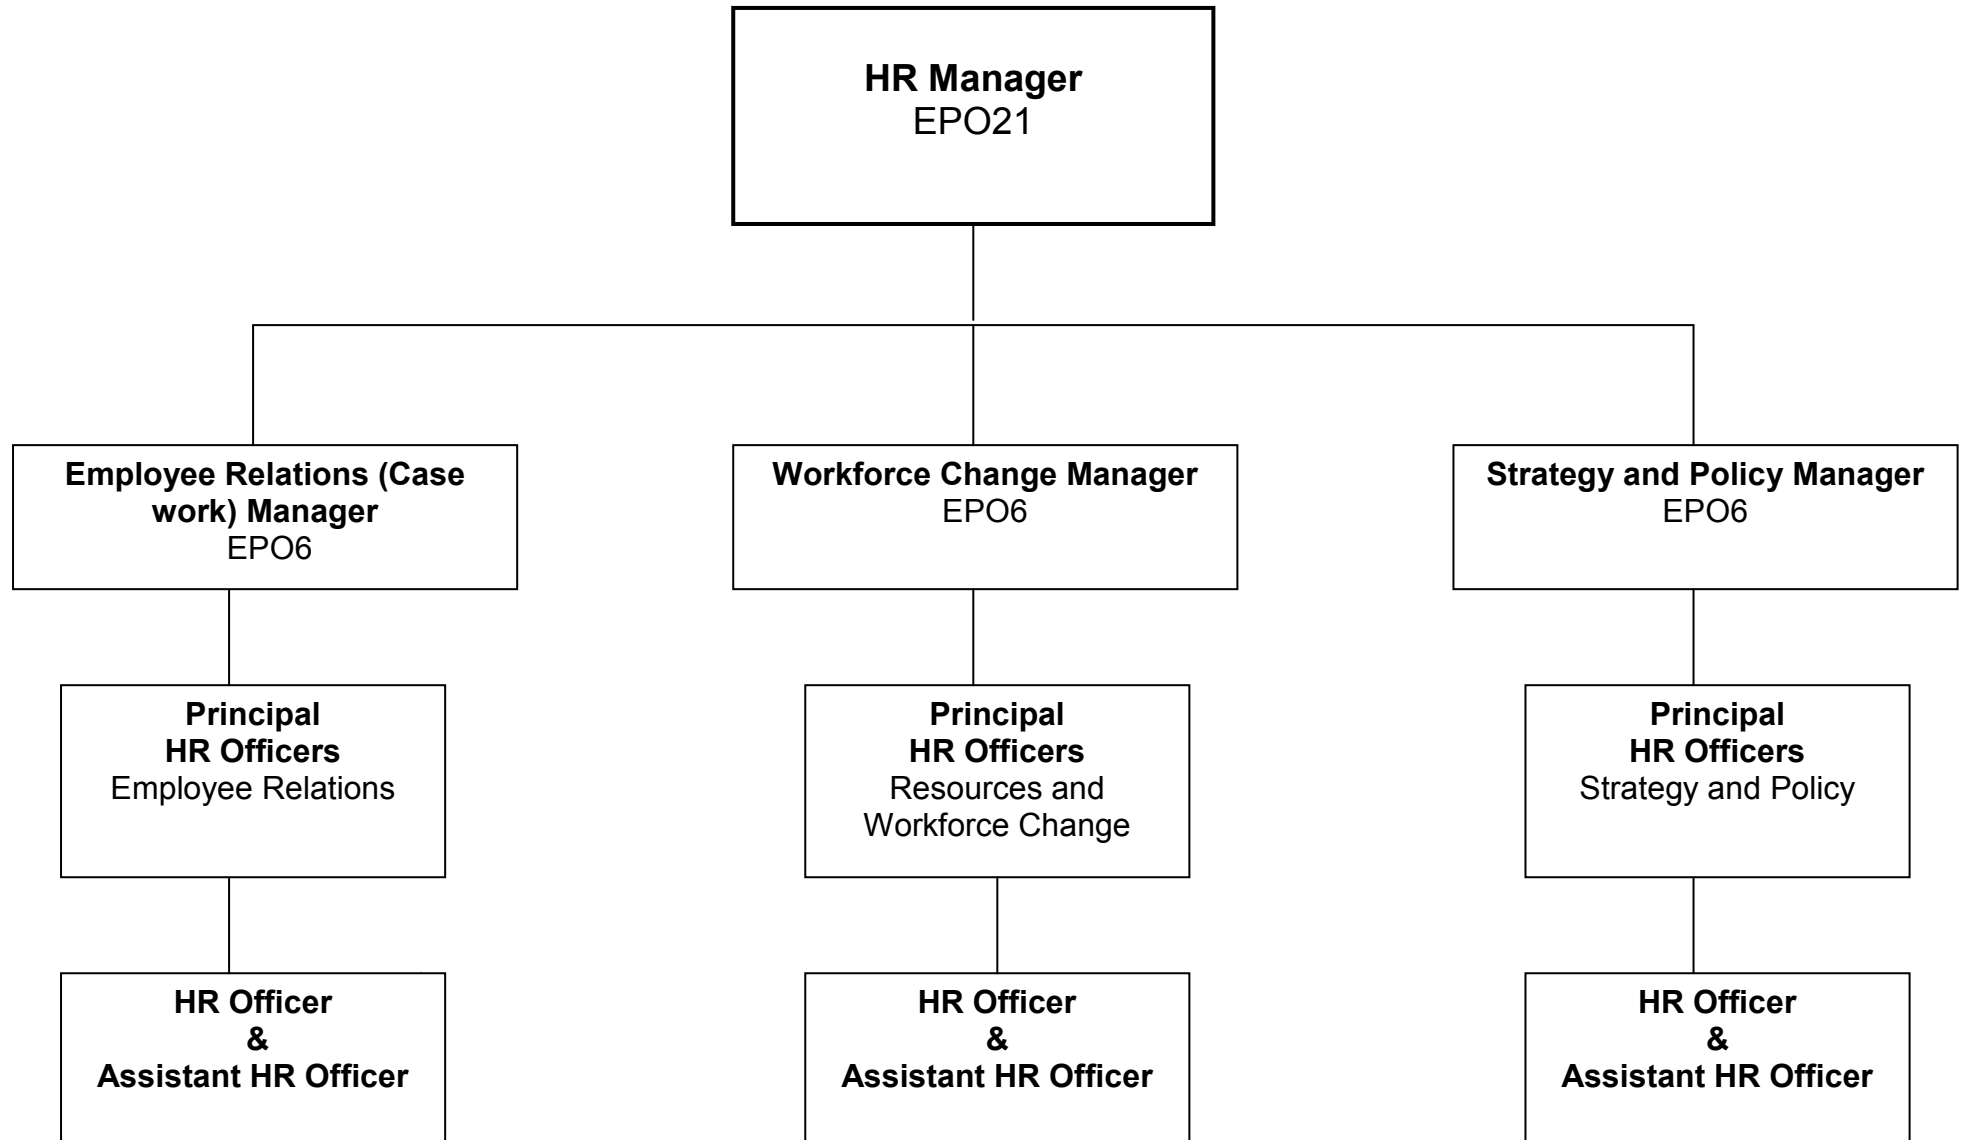 HR Manager
EPO21
Employee Relations (Case
work) Manager
EPO6
Workforce Change Manager
EPO6
Strategy and Policy Manager
EPO6
Principal
HR Officers
Employee Relations
Principal
HR Officers
Resources and
Workforce Change
Principal
HR Officers
Strategy and Policy
HR Officer
&
Assistant HR Officer
HR Officer
&
Assistant HR Officer
HR Officer
&
Assistant HR Officer